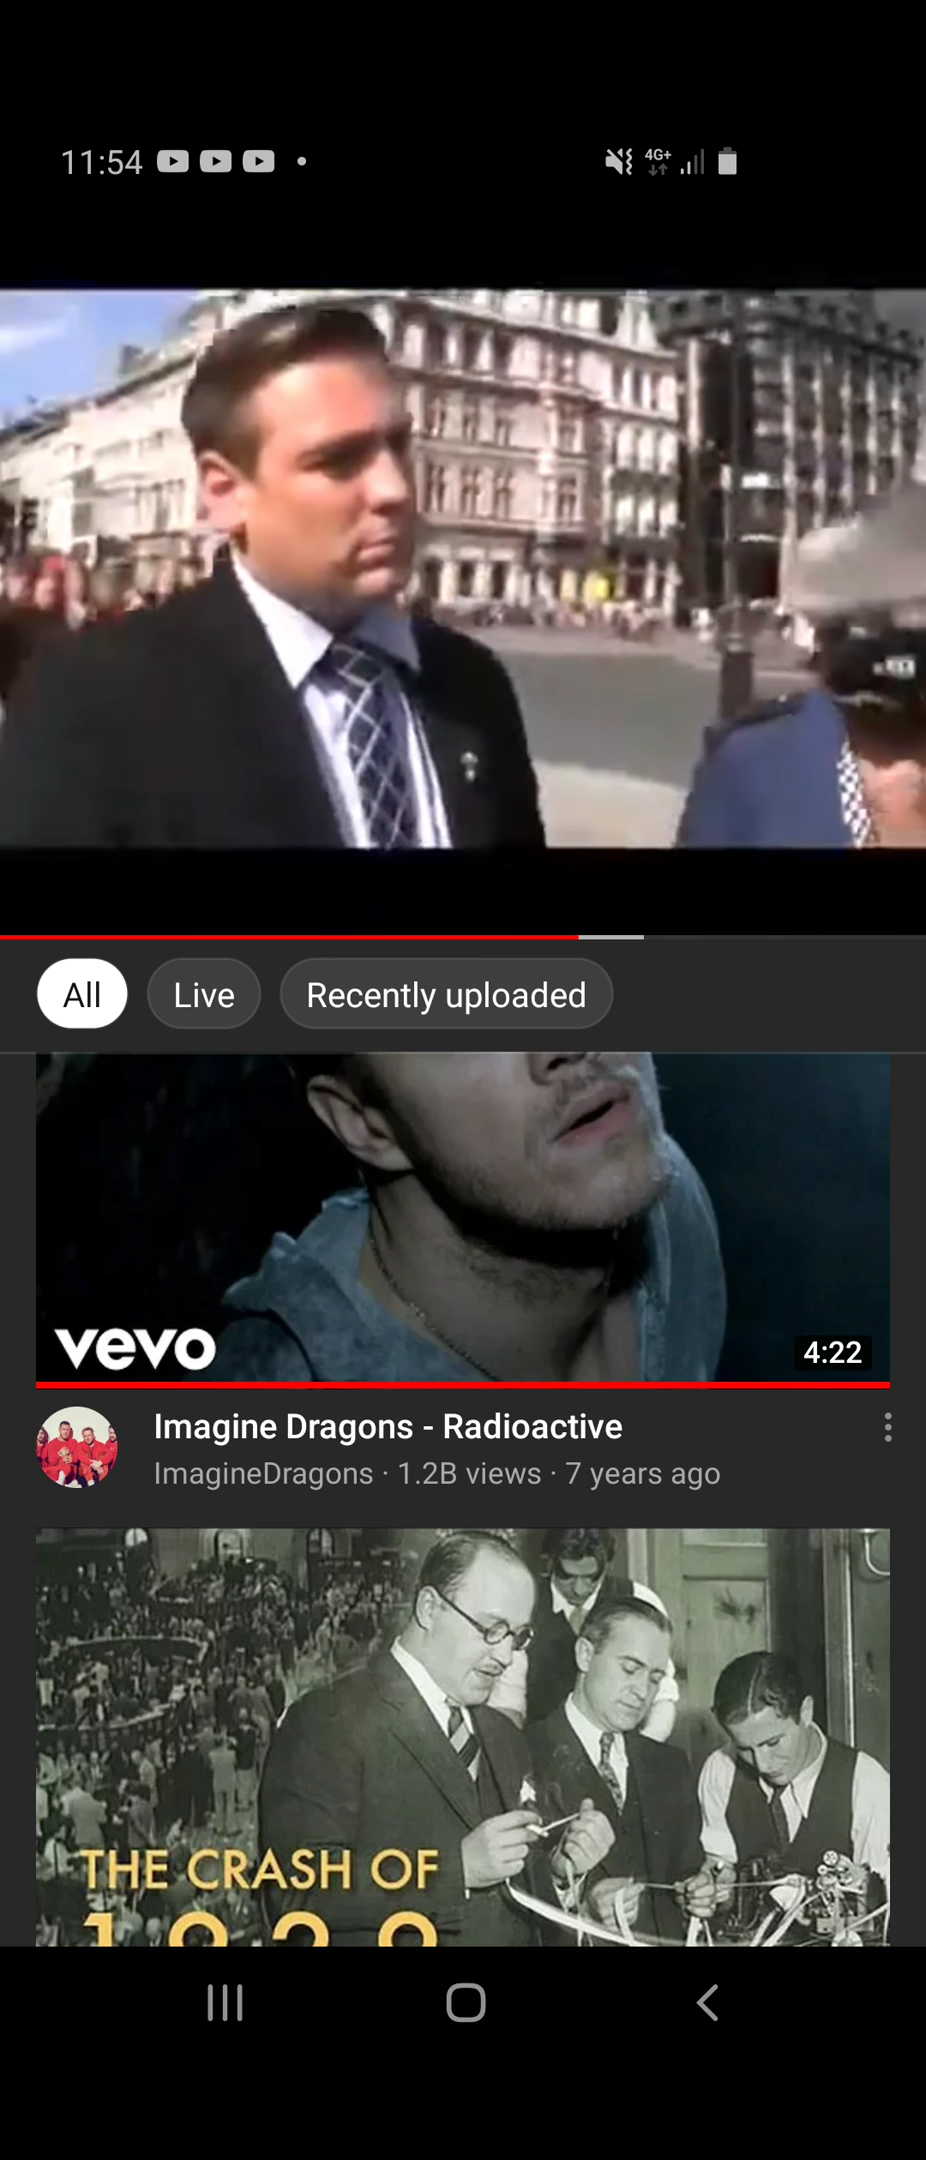 11:54
4G+
All
Live
Recently uploaded
vevo
4:22
Imagine Dragons - Radioactive
ImagineDragons · 1.2B views · 7 years ago
THE CRASH OF
1929